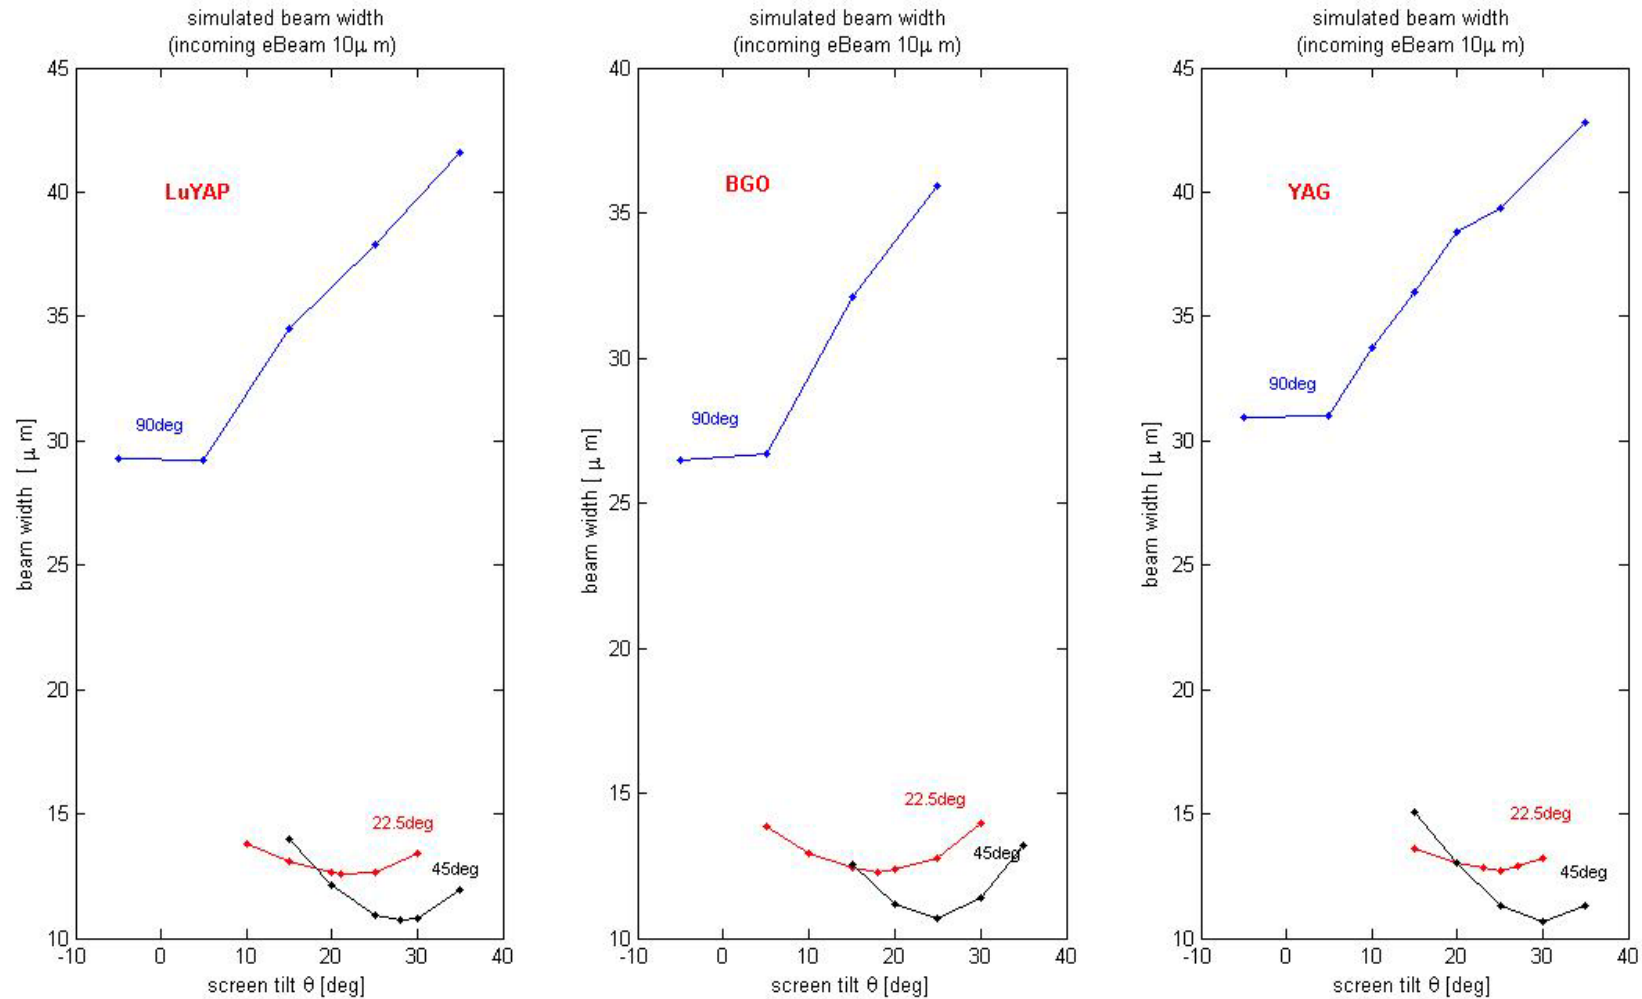 simulated beam width
(incoming eBeam 10μ m)
45
40
35
30
25
20
15
10
-10
0
10
20
30
40
beam width [ μ m]
screen tilt θ [deg]
LuYAP
90deg
22.5deg
45deg
simulated beam width
(incoming eBeam 10μ m)
40
35
30
25
20
15
10
-10
0
10
20
30
40
beam width [ μ m]
screen tilt θ [deg]
BGO
90deg
22.5deg
45deg
simulated beam width
(incoming eBeam 10μ m)
45
40
35
30
25
20
15
10
-10
0
10
20
30
40
beam width [ μ m]
screen tilt θ [deg]
YAG
90deg
22.5deg
45deg